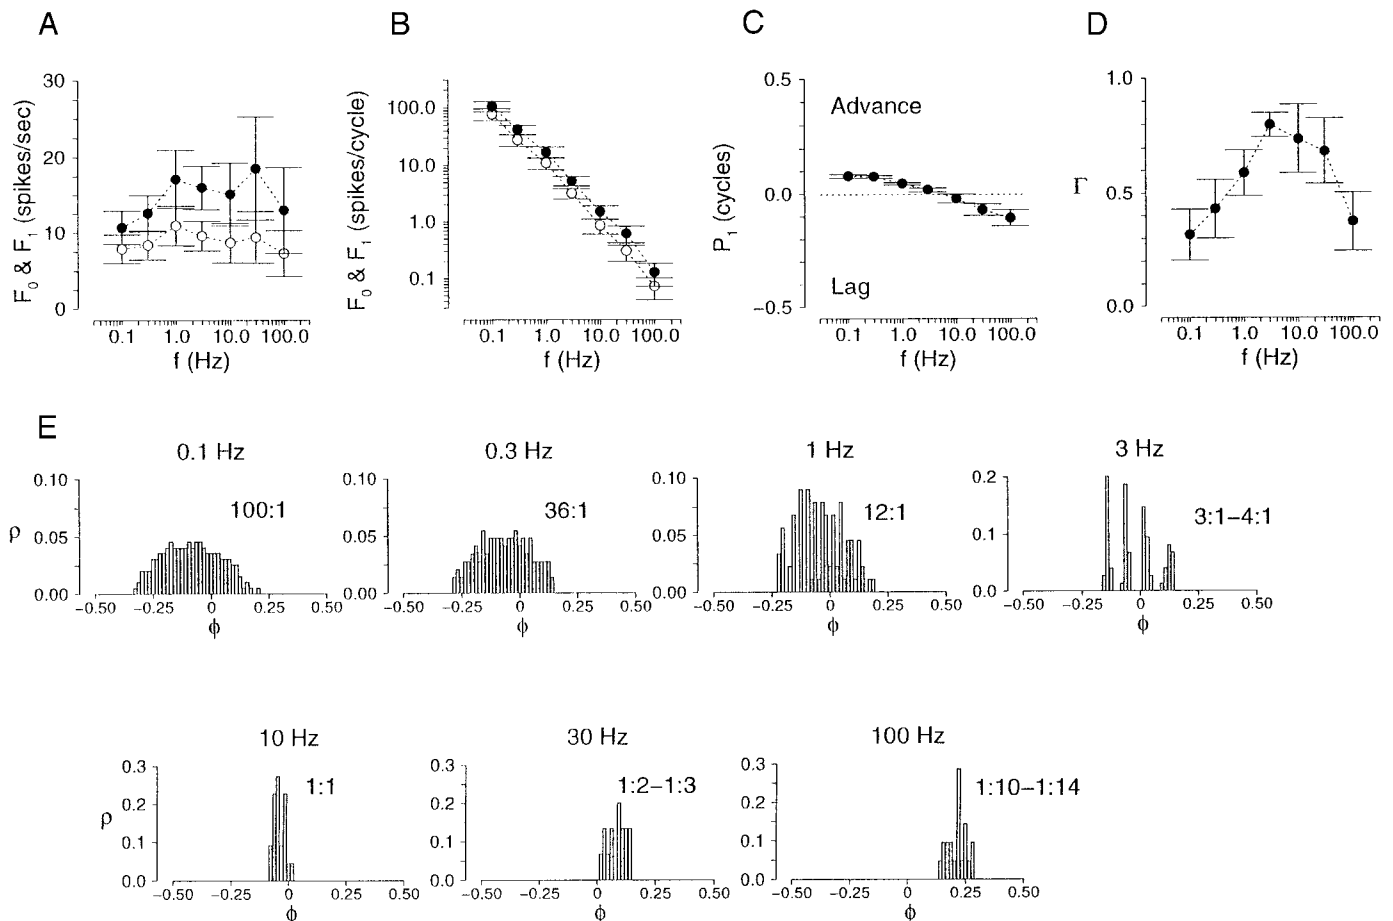 A
B
C
D
F0 & F1 (spikes/sec)
30
20
10
0
0.1 1.0 10.0 100.0
f (Hz)
F0 & F1 (spikes/cycle)
100.0
10.0
1.0
0.1
0.1 1.0 10.0 100.0
f (Hz)
P1 (cycles)
0.5
0.0
−0.5
Advance
Lag
0.1 1.0 10.0 100.0
f (Hz)
Γ
1.0
0.5
0.0
0.1 1.0 10.0 100.0
f (Hz)
E
0.1 Hz
100:1
ρ
0.10
0.05
0.00
−0.50 −0.25 0 0.25 0.50
ϕ
0.3 Hz
36:1
0.10
0.05
0.00
−0.50 −0.25 0 0.25 0.50
ϕ
1 Hz
12:1
0.10
0.05
0.00
−0.50 −0.25 0 0.25 0.50
ϕ
3 Hz
3:1−4:1
0.2
0.1
0.0
−0.50 −0.25 0 0.25 0.50
ϕ
10 Hz
1:1
ρ
0.3
0.2
0.1
0.0
−0.50 −0.25 0 0.25 0.50
ϕ
30 Hz
1:2−1:3
0.3
0.2
0.1
0.0
−0.50 −0.25 0 0.25 0.50
ϕ
100 Hz
1:10−1:14
0.3
0.2
0.1
0.0
−0.50 −0.25 0 0.25 0.50
ϕ